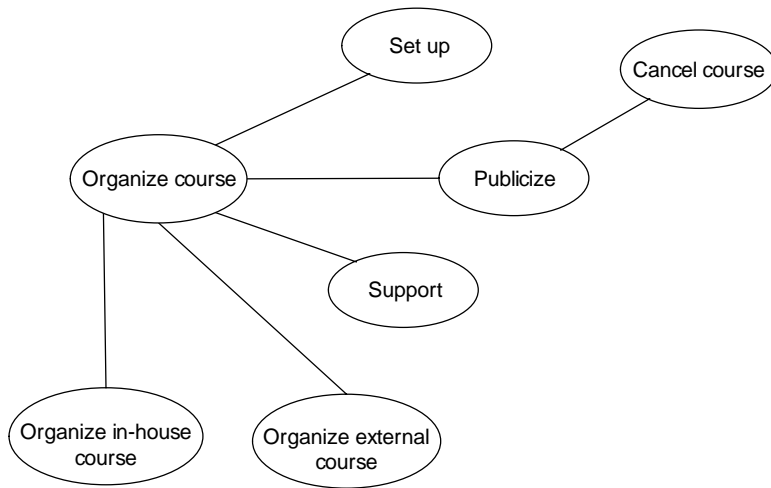 Set up
Cancel course
Organize course
Publicize
Support
Organize in-house
course
Organize external
course